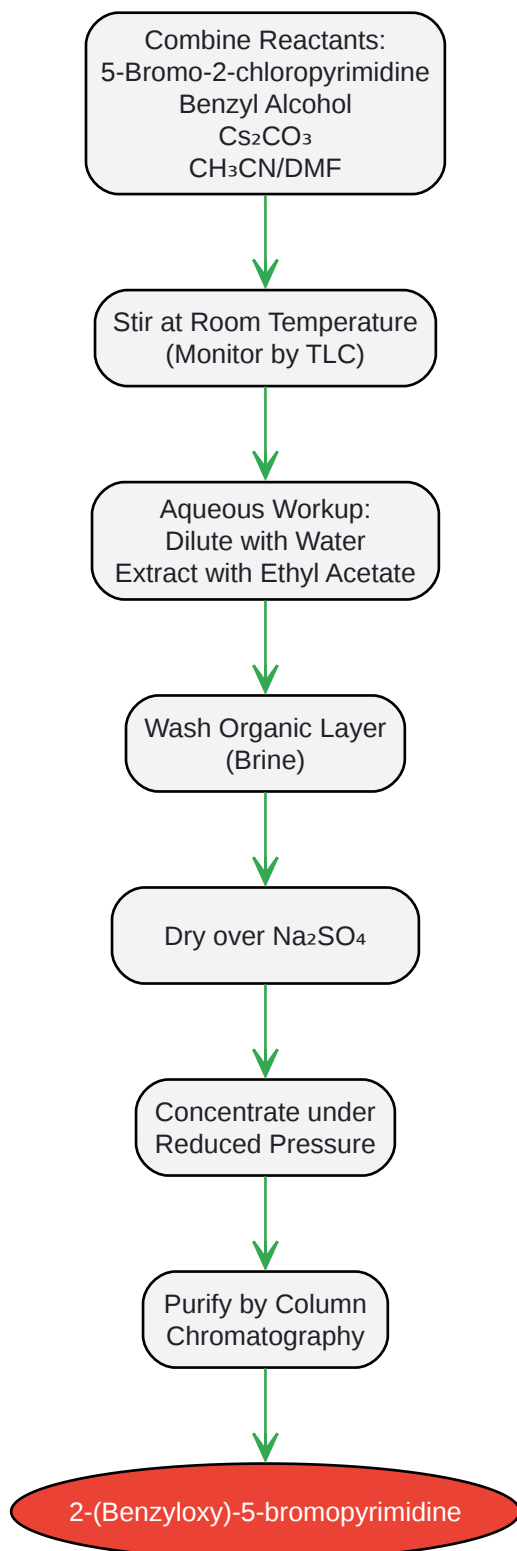 Combine Reactants:
5-Bromo-2-chloropyrimidine
Benzyl Alcohol
Cs₂CO₃
CH₃CN/DMF
Stir at Room Temperature
(Monitor by TLC)
Aqueous Workup:
Dilute with Water
Extract with Ethyl Acetate
Wash Organic Layer
(Brine)
Dry over Na₂SO₄
Concentrate under
Reduced Pressure
Purify by Column
Chromatography
2-(Benzyloxy)-5-bromopyrimidine